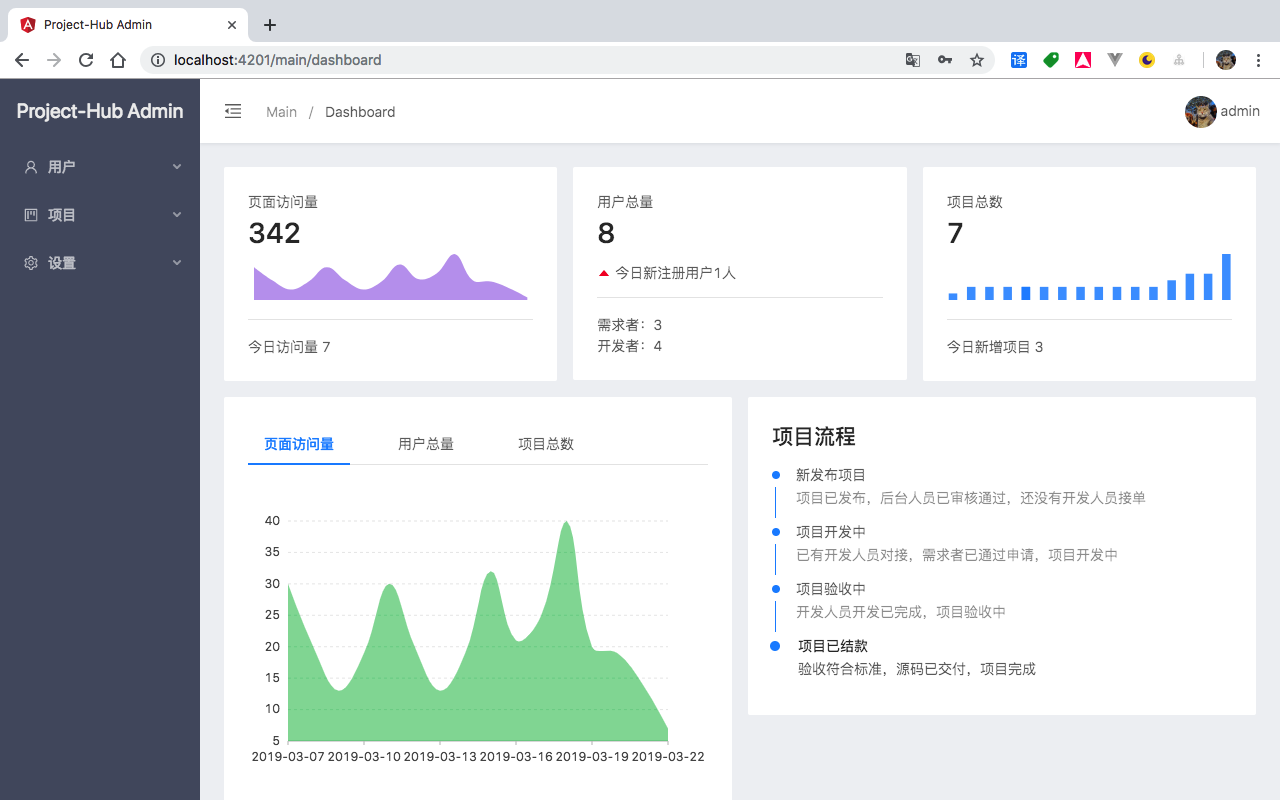 Project-Hub Admin
localhost:4201/main/dashboard
译
Project-Hub Admin
Main / Dashboard
admin
用户
项目
设置
页面访问量
342
今日访问量 7
用户总量
8
今日新注册用户1人
需求者：3
开发者：4
项目总数
7
今日新增项目 3
页面访问量
用户总量
项目总数
40
35
30
25
20
15
10
5
2019-03-07 2019-03-10 2019-03-13 2019-03-16 2019-03-19 2019-03-22
项目流程
新发布项目
项目已发布，后台人员已审核通过，还没有开发人员接单
项目开发中
已有开发人员对接，需求者已通过申请，项目开发中
项目验收中
开发人员开发已完成，项目验收中
项目已结款
验收符合标准，源码已交付，项目完成